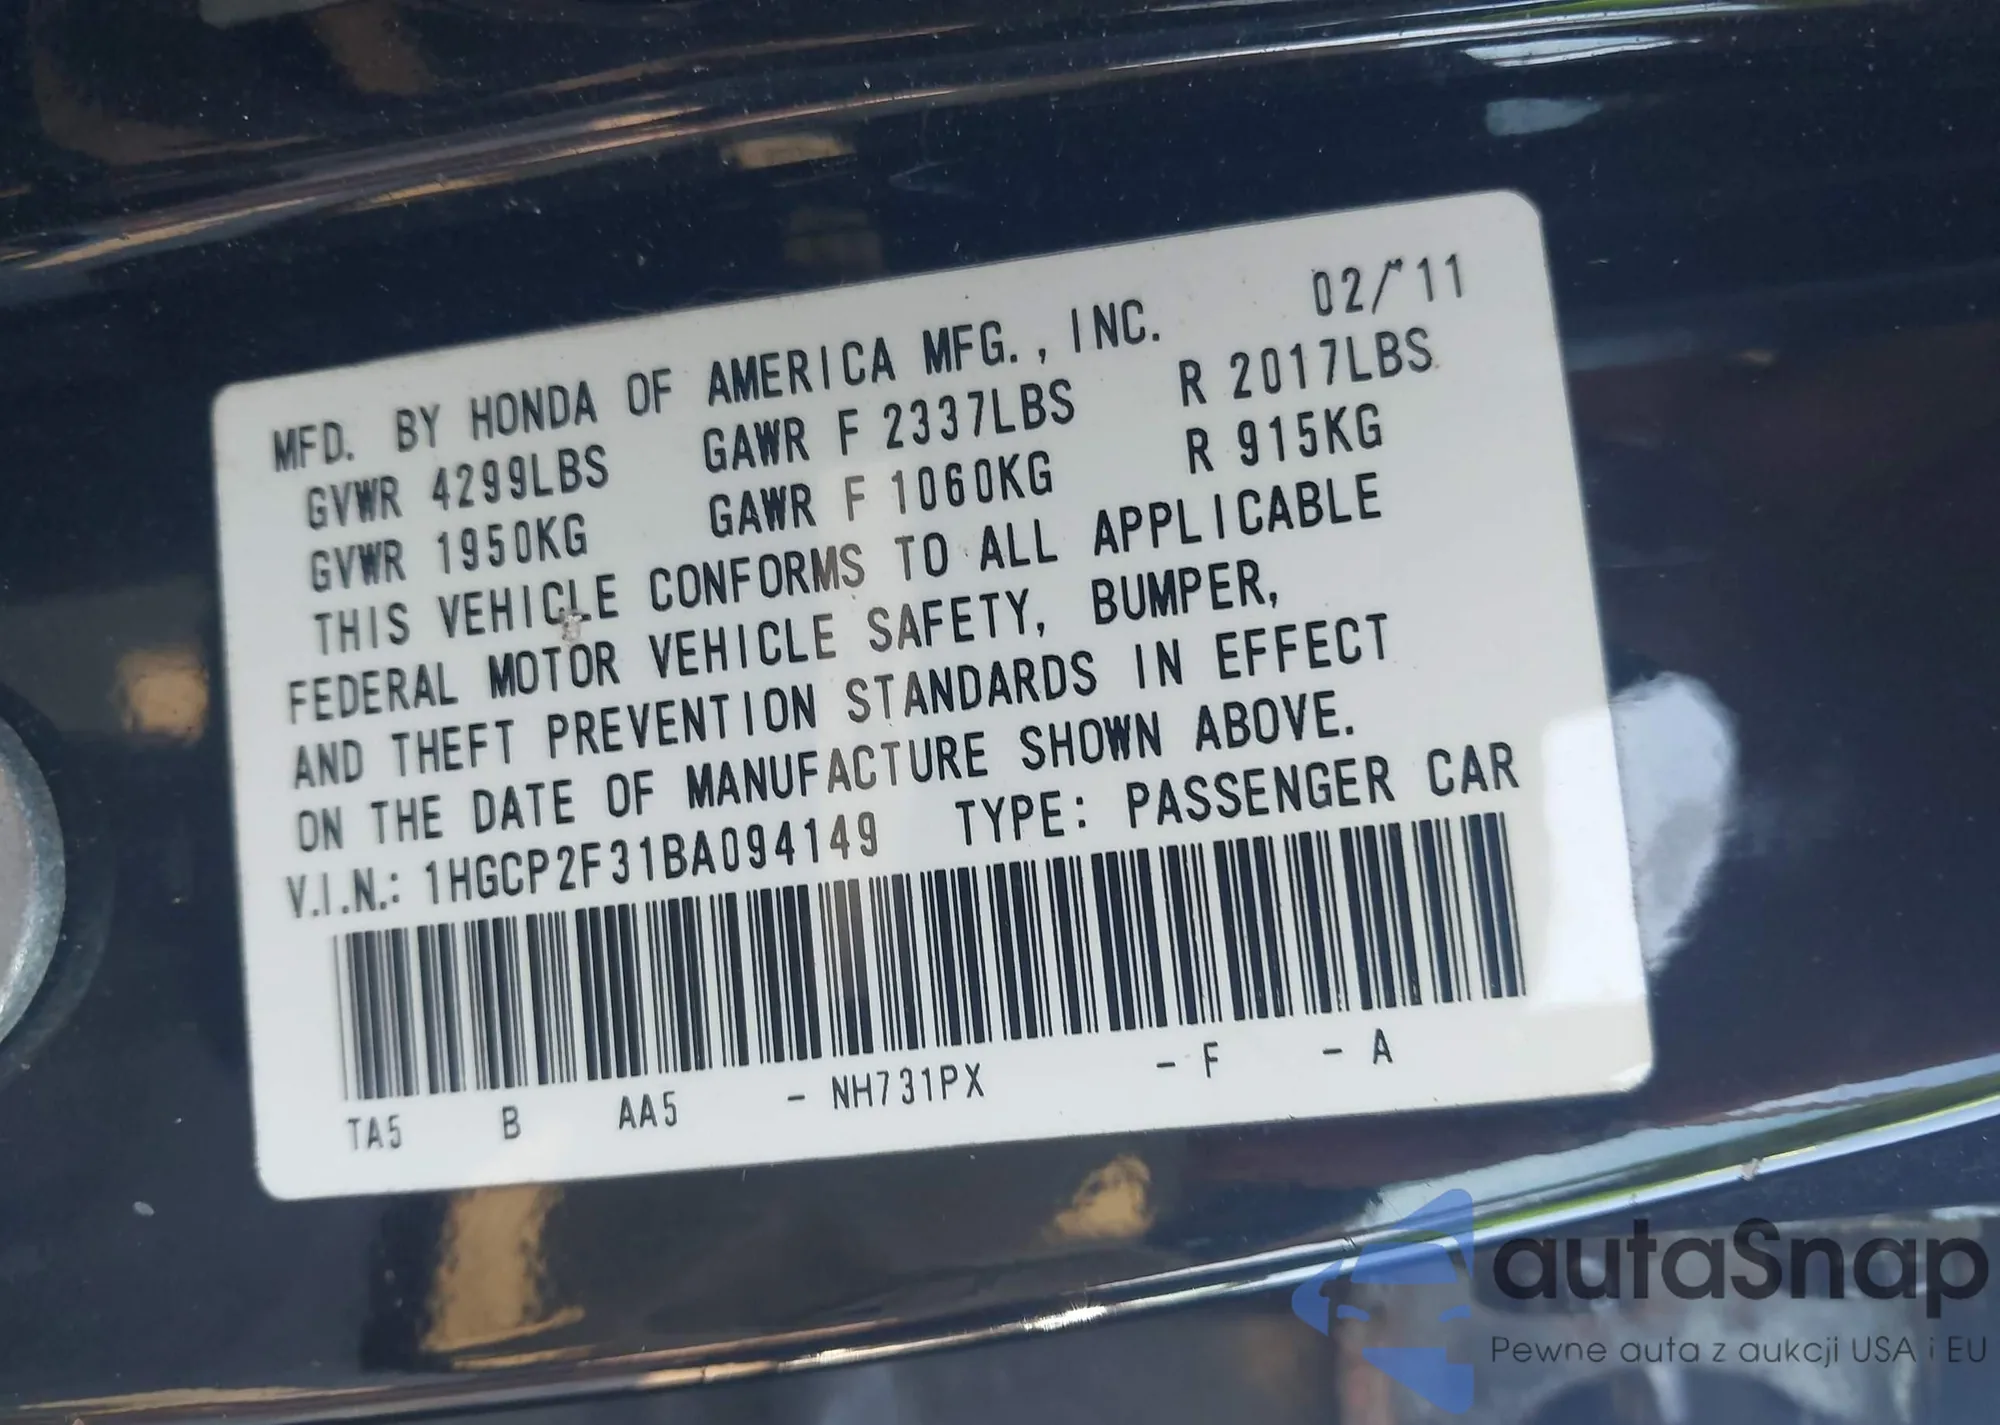 MFD. BY HONDA OF AMERICA MFG., INC. 02/'11
GVWR 4299LBS GAWR F 2337LBS R 2017LBS
GVWR 1950KG GAWR F 1060KG R 915KG
THIS VEHICLE CONFORMS TO ALL APPLICABLE
FEDERAL MOTOR VEHICLE SAFETY, BUMPER,
AND THEFT PREVENTION STANDARDS IN EFFECT
ON THE DATE OF MANUFACTURE SHOWN ABOVE.
V.I.N.: 1HGCP2F31BA094149 TYPE: PASSENGER CAR
TA5 B AA5 - NH731PX - F - A
autaSnap
Pewne auta z aukcji USA i EU